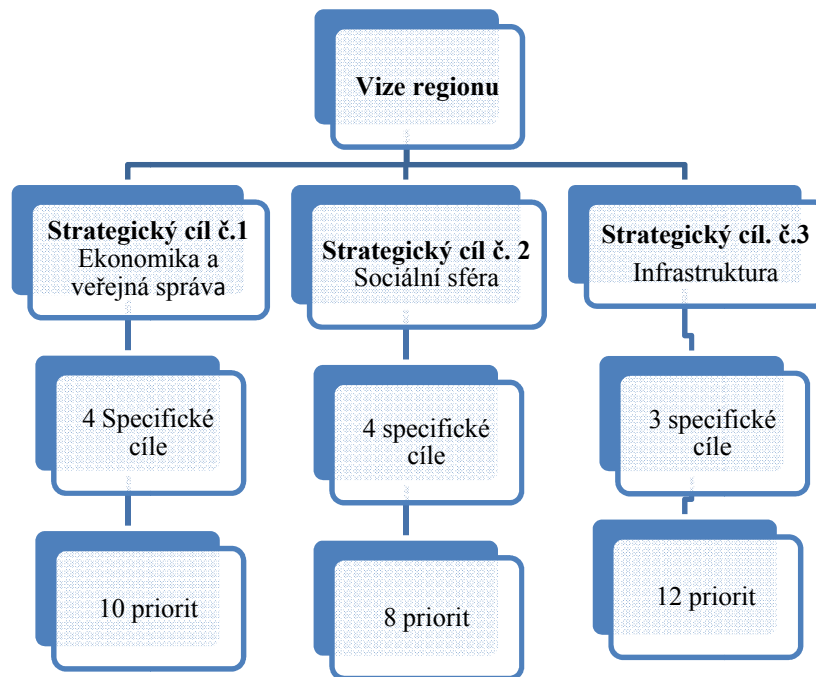 Vize regionu
Strategický cíl č.1
Ekonomika a
veřejná správa
Strategický cíl č. 2
Sociální sféra
Strategický cíl. č.3
Infrastruktura
4 Specifické
cíle
4 specifické
cíle
3 specifické
cíle
10 priorit
8 priorit
12 priorit